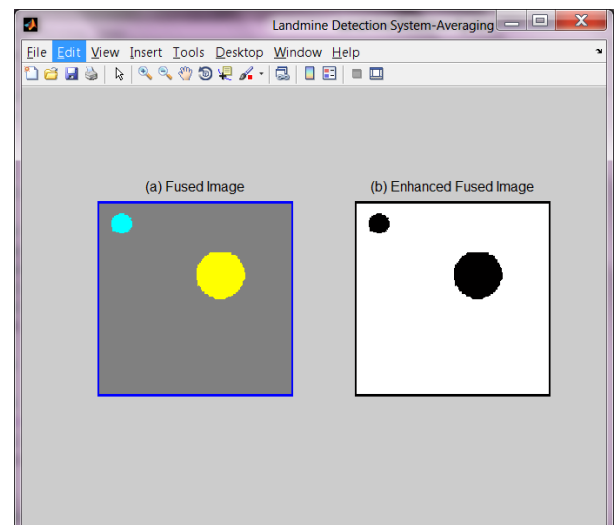 Landmine Detection System-Averaging
File Edit View Insert Tools Desktop Window Help
(a) Fused Image
(b) Enhanced Fused Image